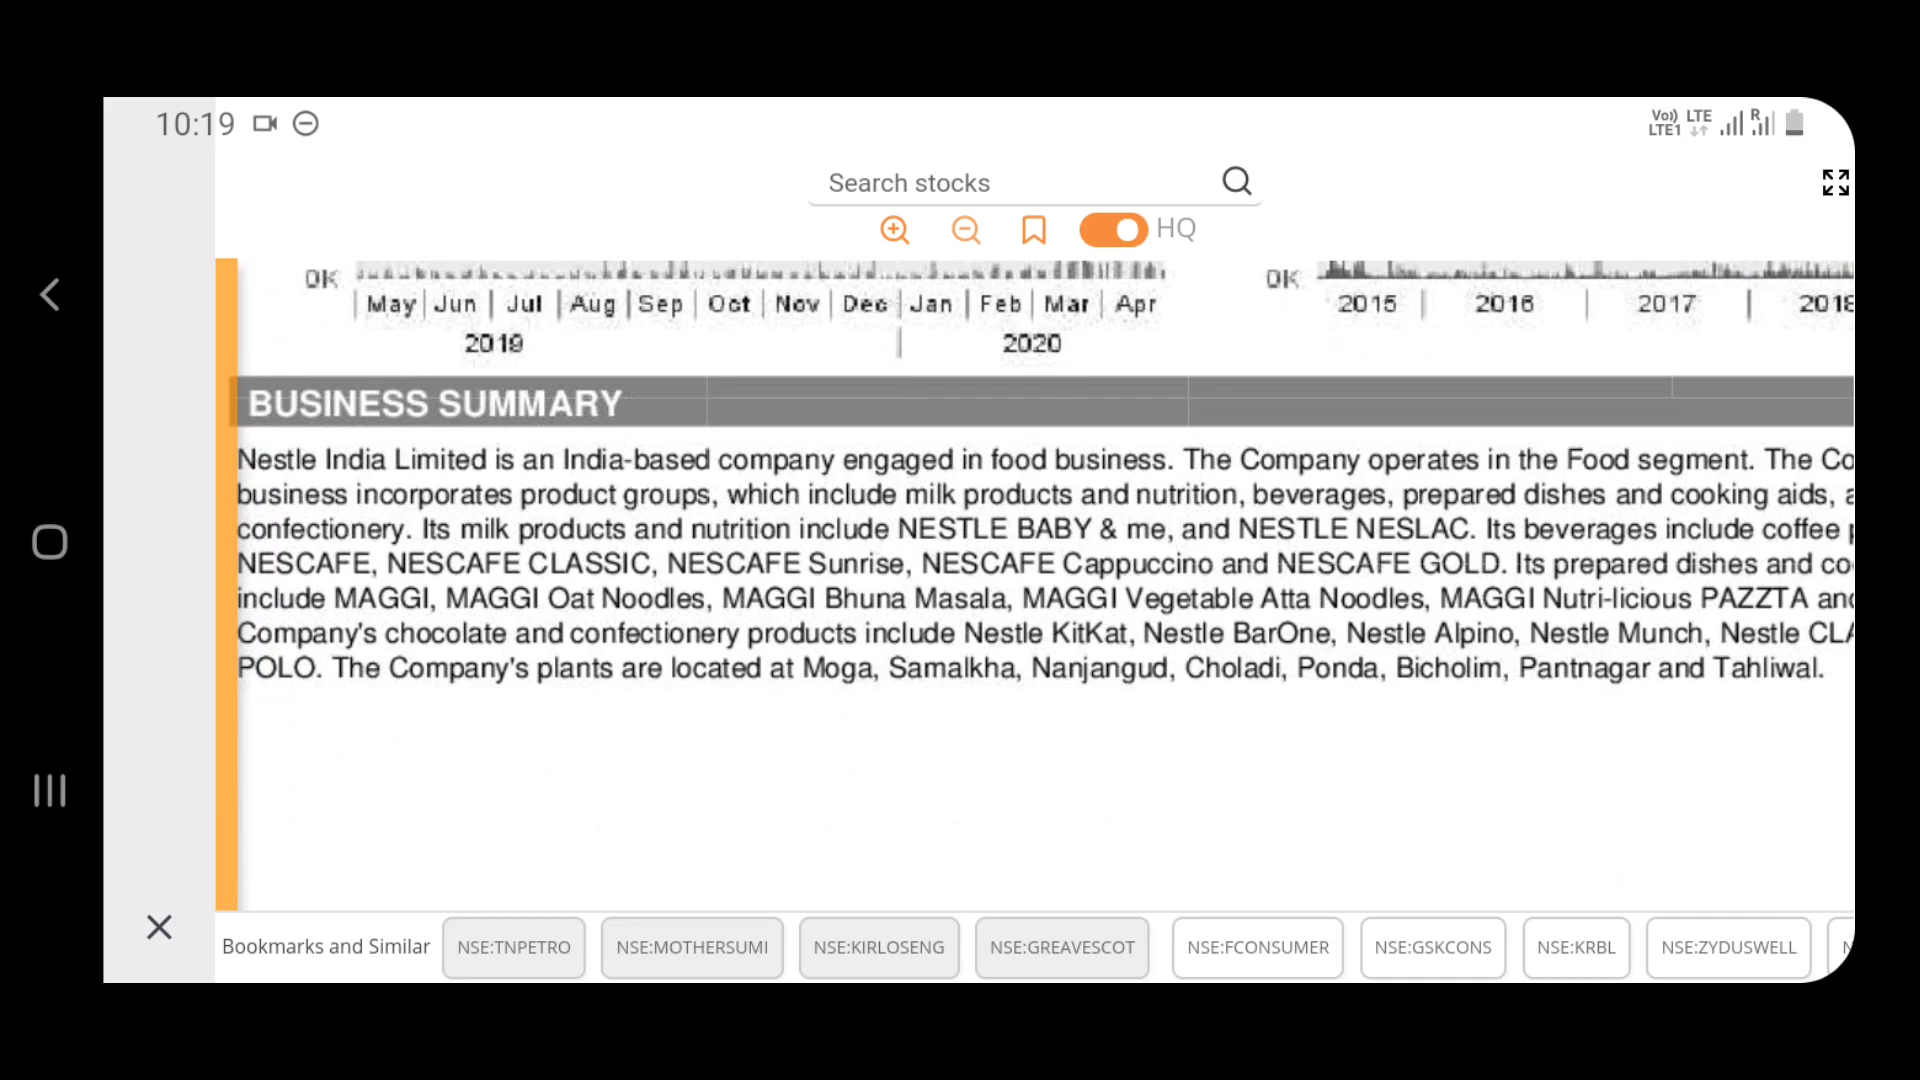 10:19
Vo)) LTE
LTE1
R
Search stocks
HQ
0K
0K
May Jun Jul Aug Sep Oct Nov Dec Jan Feb Mar Apr
2015 2016 2017 2018
2019 2020
BUSINESS SUMMARY
Nestle India Limited is an India-based company engaged in food business. The Company operates in the Food segment. The Co
business incorporates product groups, which include milk products and nutrition, beverages, prepared dishes and cooking aids, a
confectionery. Its milk products and nutrition include NESTLE BABY & me, and NESTLE NESLAC. Its beverages include coffee p
NESCAFE, NESCAFE CLASSIC, NESCAFE Sunrise, NESCAFE Cappuccino and NESCAFE GOLD. Its prepared dishes and co
include MAGGI, MAGGI Oat Noodles, MAGGI Bhuna Masala, MAGGI Vegetable Atta Noodles, MAGGI Nutri-licious PAZZTA and
Company's chocolate and confectionery products include Nestle KitKat, Nestle BarOne, Nestle Alpino, Nestle Munch, Nestle CLA
POLO. The Company's plants are located at Moga, Samalkha, Nanjangud, Choladi, Ponda, Bicholim, Pantnagar and Tahliwal.
Bookmarks and Similar NSE:TNPETRO NSE:MOTHERSUMI NSE:KIRLOSENG NSE:GREAVESCOT NSE:FCONSUMER NSE:GSKCONS NSE:KRBL NSE:ZYDUSWELL